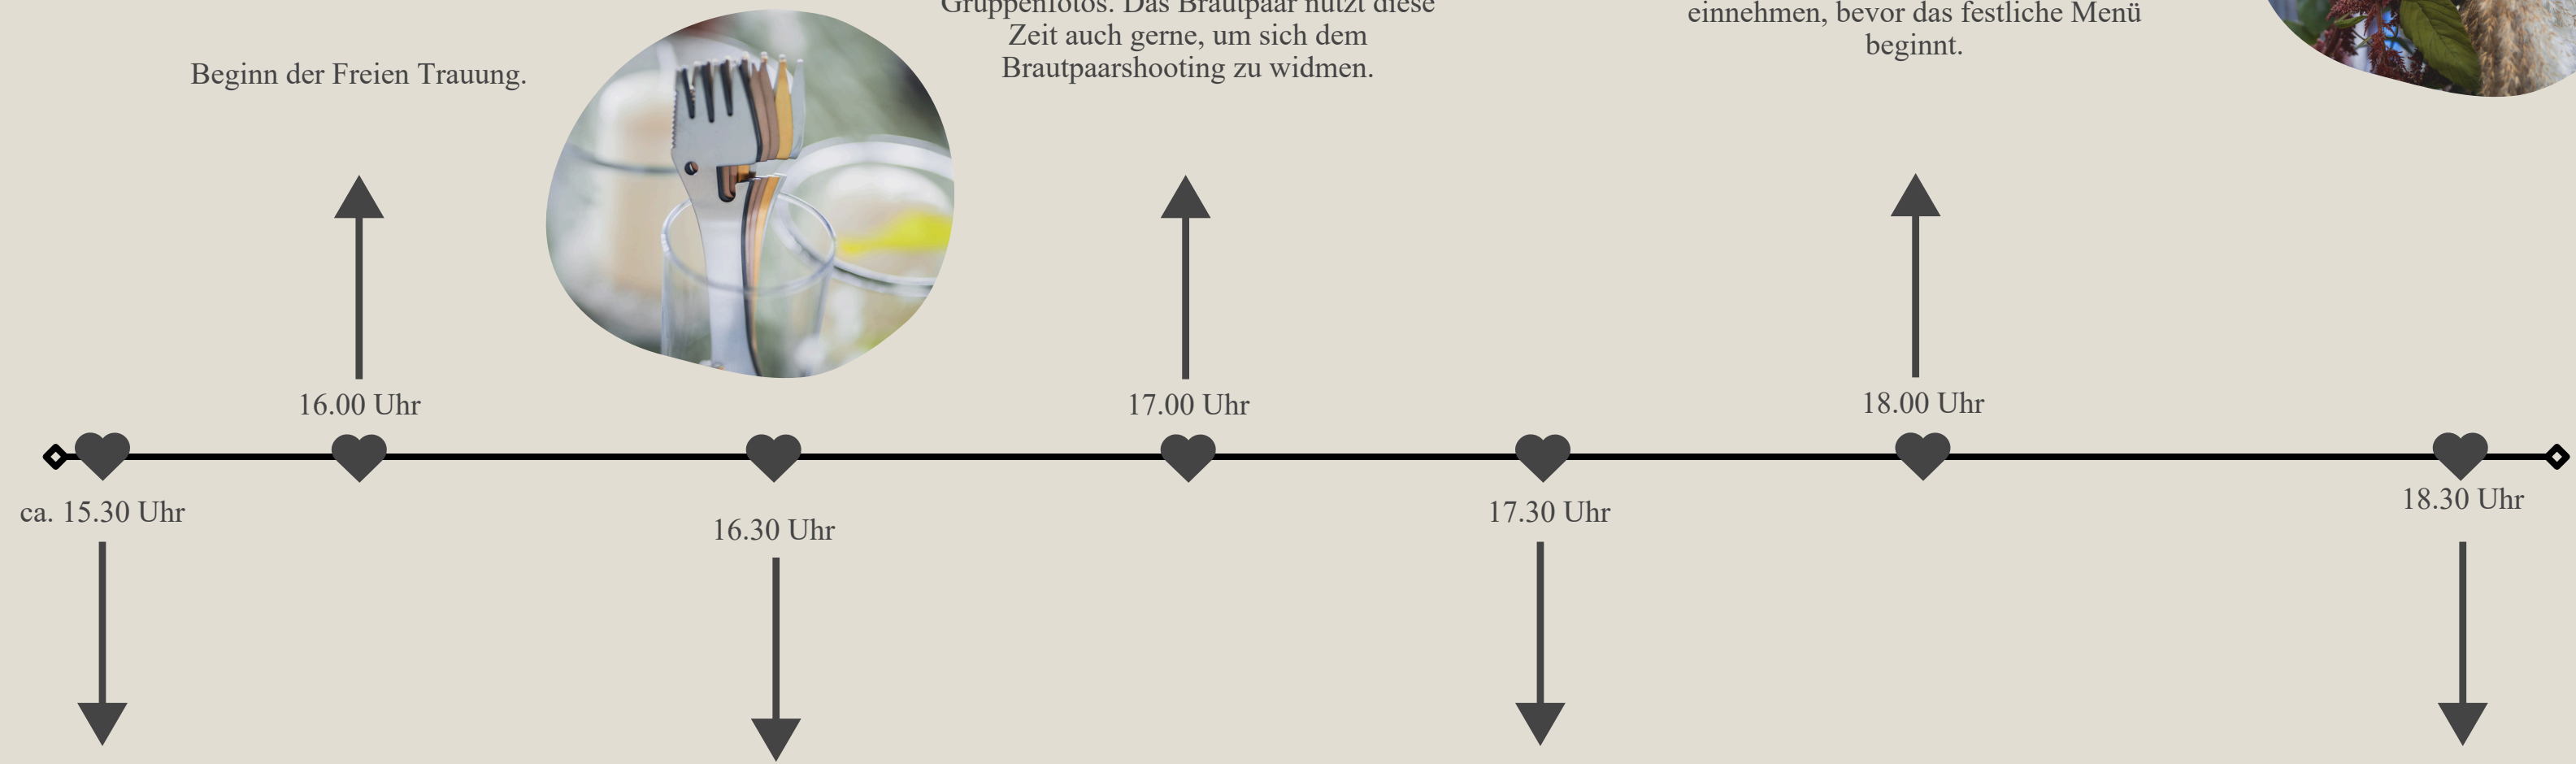 Gruppenfotos. Das Brautpaar nutzt diese
Zeit auch gerne, um sich dem
Brautpaarshooting zu widmen.
einnehmen, bevor das festliche Menü
beginnt.
Beginn der Freien Trauung.
16.00 Uhr
17.00 Uhr
18.00 Uhr
ca. 15.30 Uhr
16.30 Uhr
17.30 Uhr
18.30 Uhr